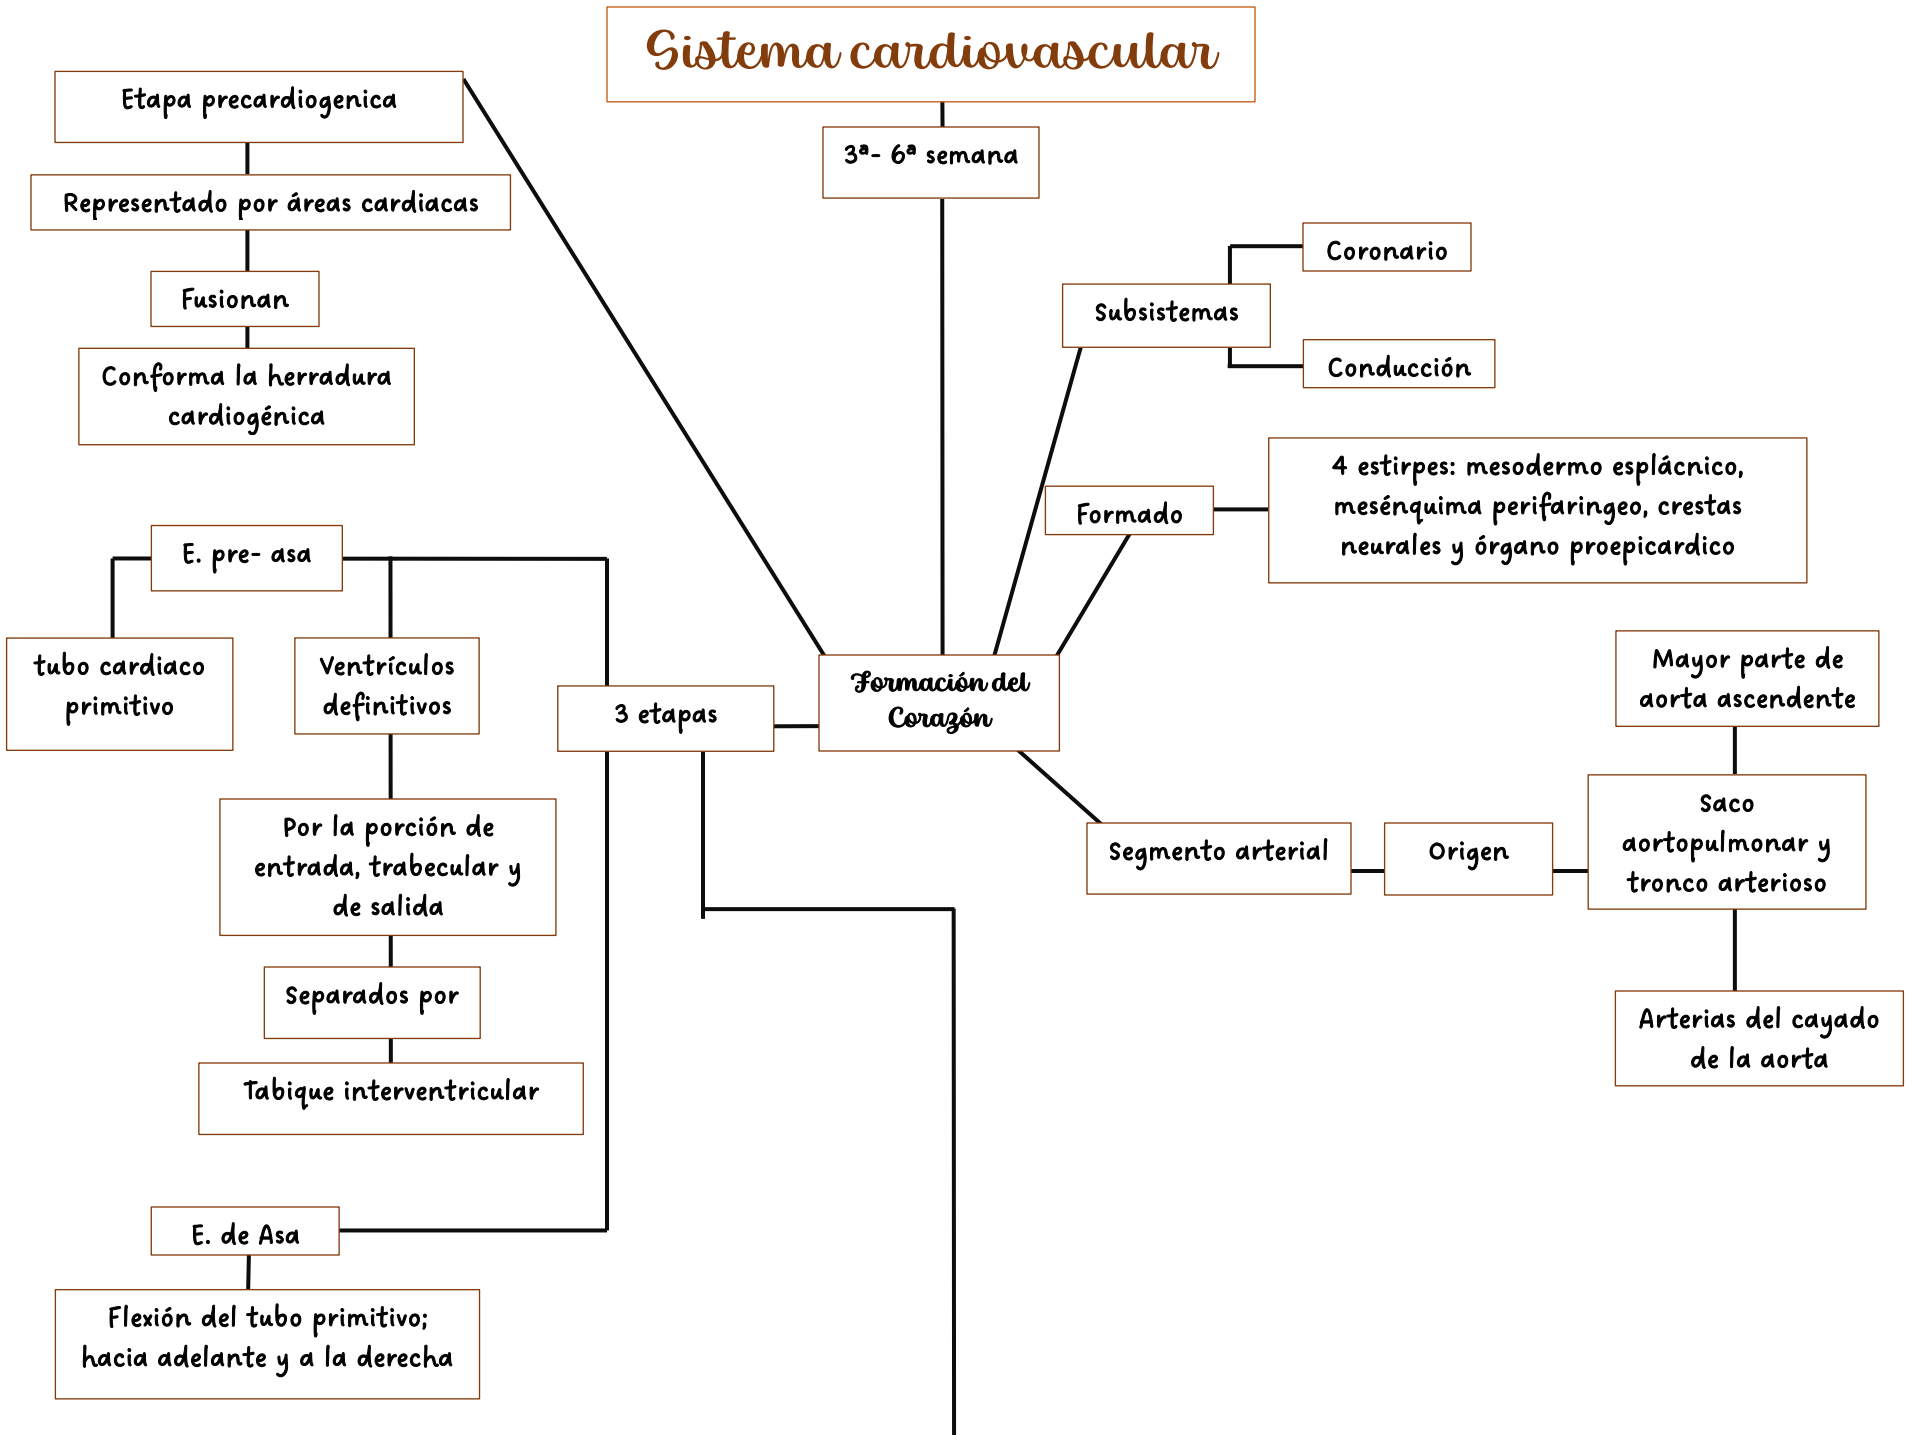 Sistema cardiovascular
3ª- 6ª semana
Etapa precardiogenica
Representado por áreas cardiacas
Fusionan
Conforma la herradura
cardiogénica
Subsistemas
Coronario
Conducción
Formado
4 estirpes: mesodermo esplácnico,
mesénquima perifaringeo, crestas
neurales y órgano proepicardico
Formación del
Corazón
3 etapas
E. pre- asa
tubo cardiaco
primitivo
Ventrículos
definitivos
Por la porción de
entrada, trabecular y
de salida
Separados por
Tabique interventricular
E. de Asa
Flexión del tubo primitivo;
hacia adelante y a la derecha
Segmento arterial
Origen
Saco
aortopulmonar y
tronco arterioso
Mayor parte de
aorta ascendente
Arterias del cayado
de la aorta